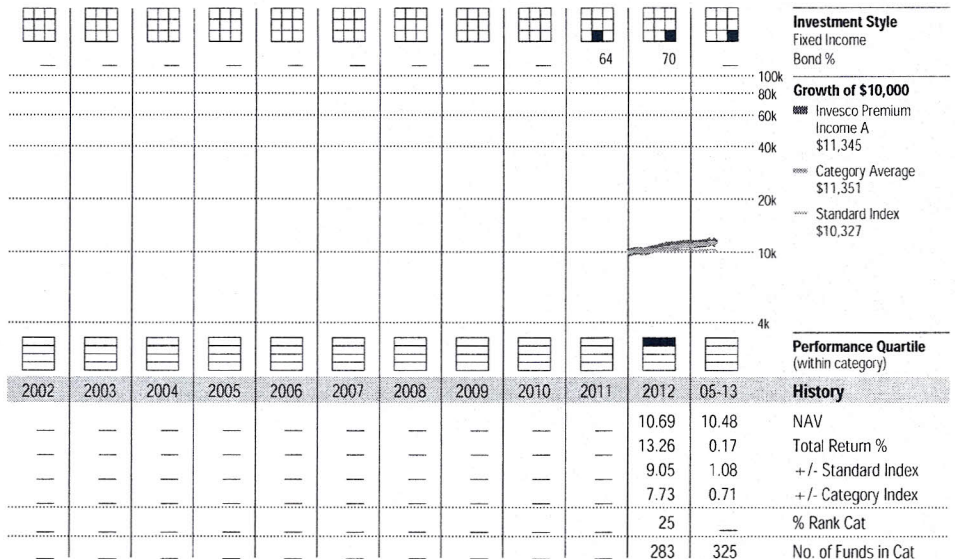 Investment Style
Fixed Income
— — — — — — — — — 64 70 — Bond %
100k
80k
60k
40k
20k
10k
4k
Growth of $10,000
Invesco Premium
Income A
$11,345
Category Average
$11,351
Standard Index
$10,327
Performance Quartile
(within category)
2002 2003 2004 2005 2006 2007 2008 2009 2010 2011 2012 05-13 History
— — — — — — — — — — 10.69 10.48 NAV
— — — — — — — — — — 13.26 0.17 Total Return %
— — — — — — — — — — 9.05 1.08 +/- Standard Index
— — — — — — — — — — 7.73 0.71 +/- Category Index
— — — — — — — — — — 25 — % Rank Cat
— — — — — — — — — — 283 325 No. of Funds in Cat